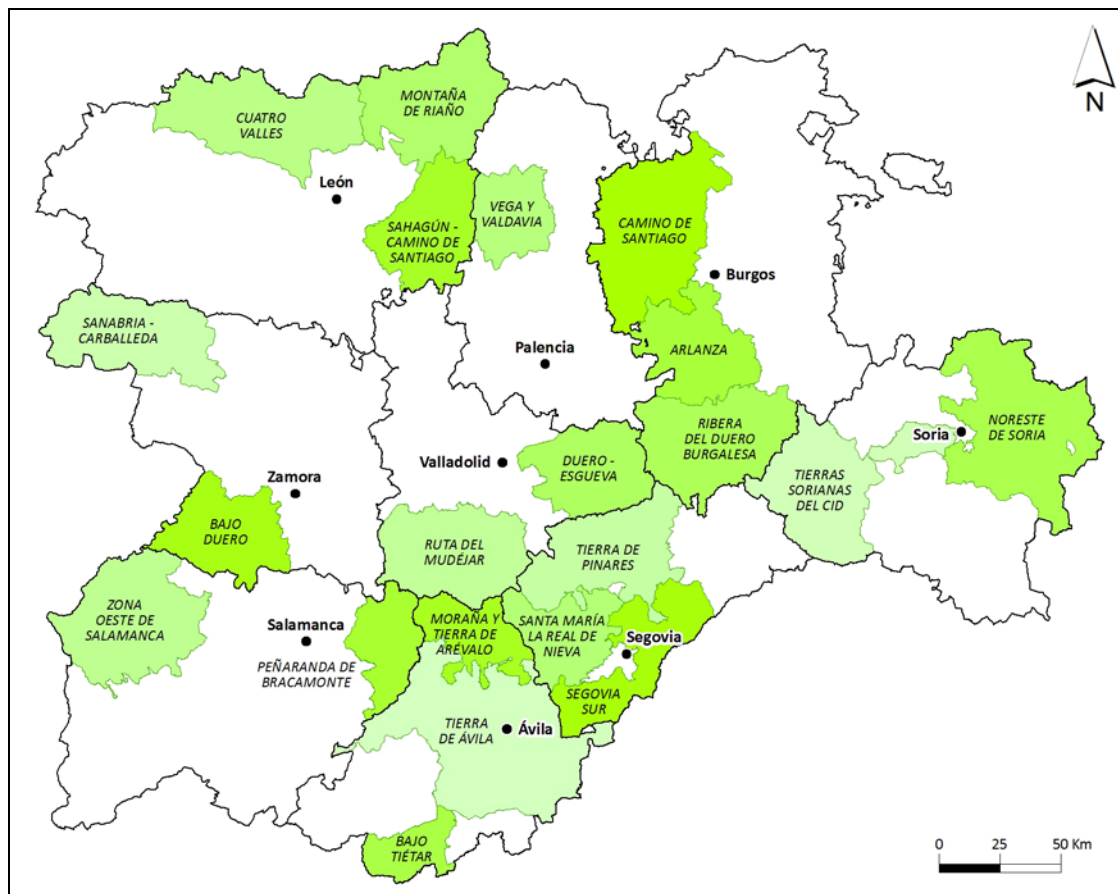 MONTAÑA
DE RIAÑO
N
CUATRO
VALLES
León
VEGA Y
VALDAVIA
SAHAGÚN -
CAMINO DE
SANTIAGO
CAMINO DE
SANTIAGO
Burgos
SANABRIA -
CARBALLEDA
Palencia
ARLANZA
NORESTE
DE SORIA
Soria
RIBERA
DEL DUERO
BURGALESA
Valladolid
DUERO -
ESGUEVA
TIERRAS
SORIANAS
DEL CID
Zamora
BAJO
DUERO
RUTA DEL
MUDÉJAR
TIERRA DE
PINARES
ZONA
OESTE DE
SALAMANCA
Salamanca
PEÑARANDA DE
BRACAMONTE
MORAÑA Y
TIERRA DE
ARÉVALO
SANTA MARÍA
LA REAL DE
NIEVA
Segovia
SEGOVIA
SUR
TIERRA
DE ÁVILA
Ávila
BAJO
TIÉTAR
0 25 50 Km